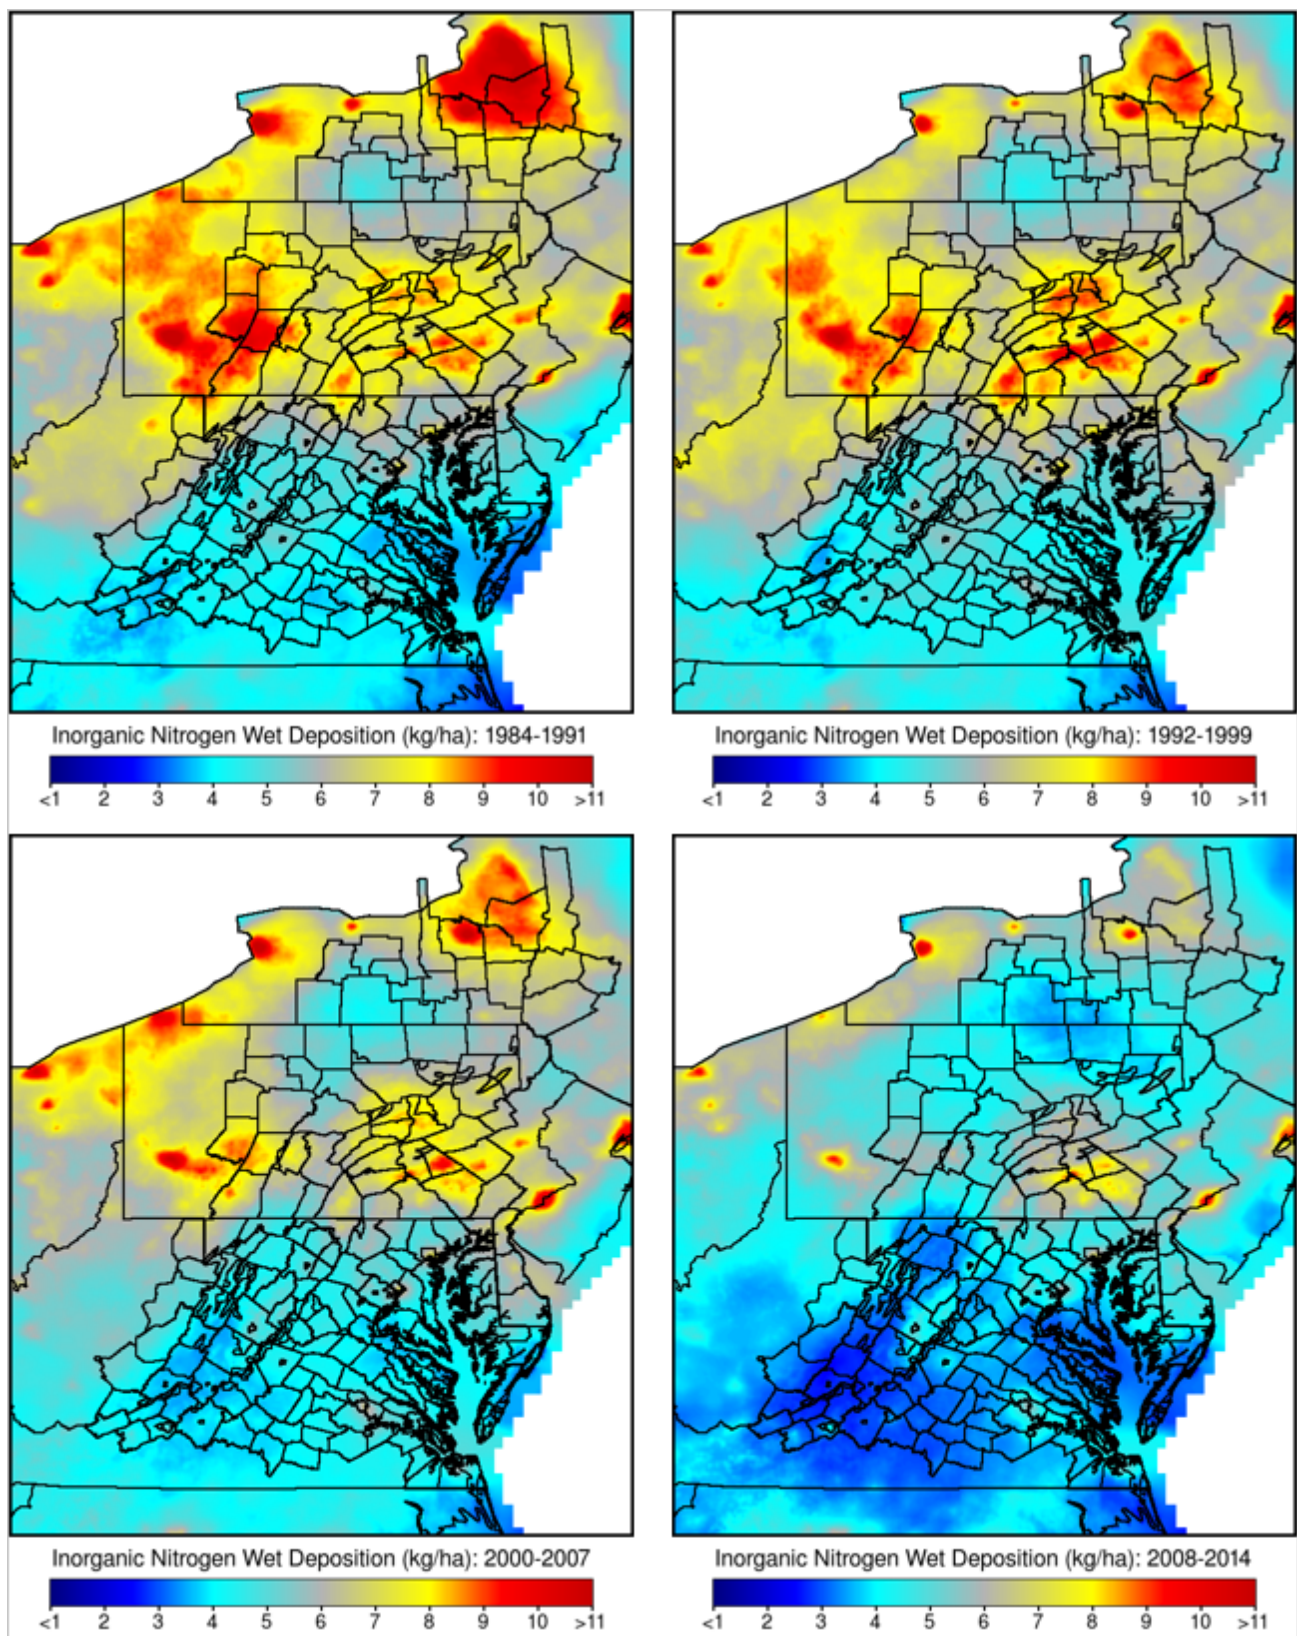 Inorganic Nitrogen Wet Deposition (kg/ha): 1984-1991
<1 2 3 4 5 6 7 8 9 10 >11
Inorganic Nitrogen Wet Deposition (kg/ha): 1992-1999
<1 2 3 4 5 6 7 8 9 10 >11
Inorganic Nitrogen Wet Deposition (kg/ha): 2000-2007
<1 2 3 4 5 6 7 8 9 10 >11
Inorganic Nitrogen Wet Deposition (kg/ha): 2008-2014
<1 2 3 4 5 6 7 8 9 10 >11